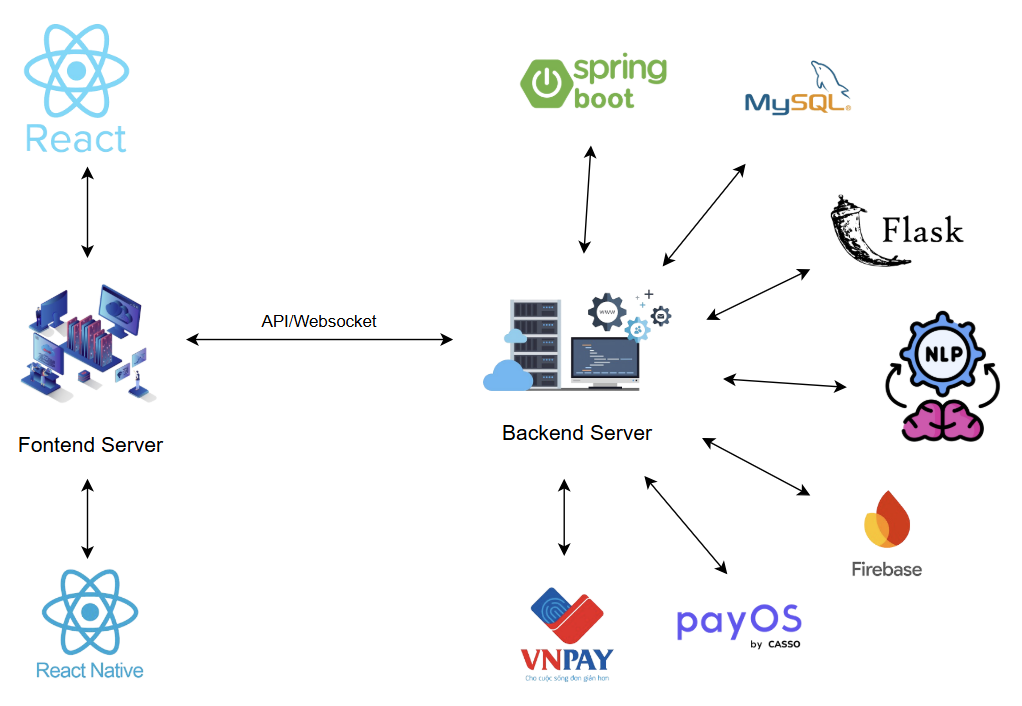 React
spring
boot
MySQL®
Flask
API/Websocket
www
NLP
Fontend Server
Backend Server
Firebase
React Native
VNPAY
Cho cuộc sống đơn giản hơn
payOS
by CASSO